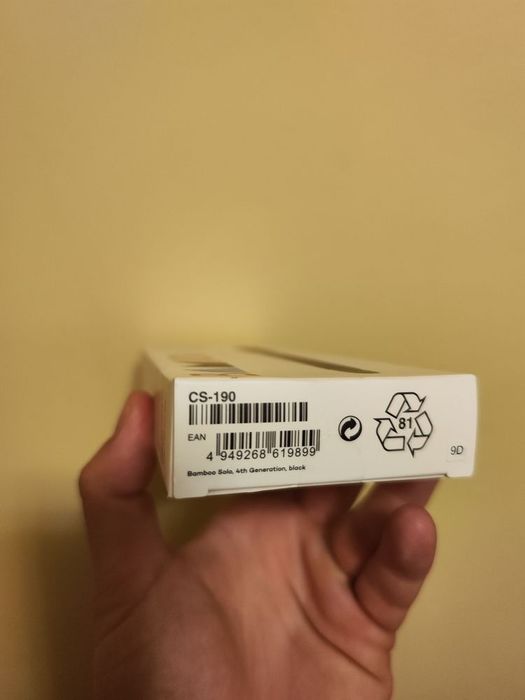 CS-190
EAN
4 949268 619899
Bamboo Solo, 4th Generation, black
81
9D